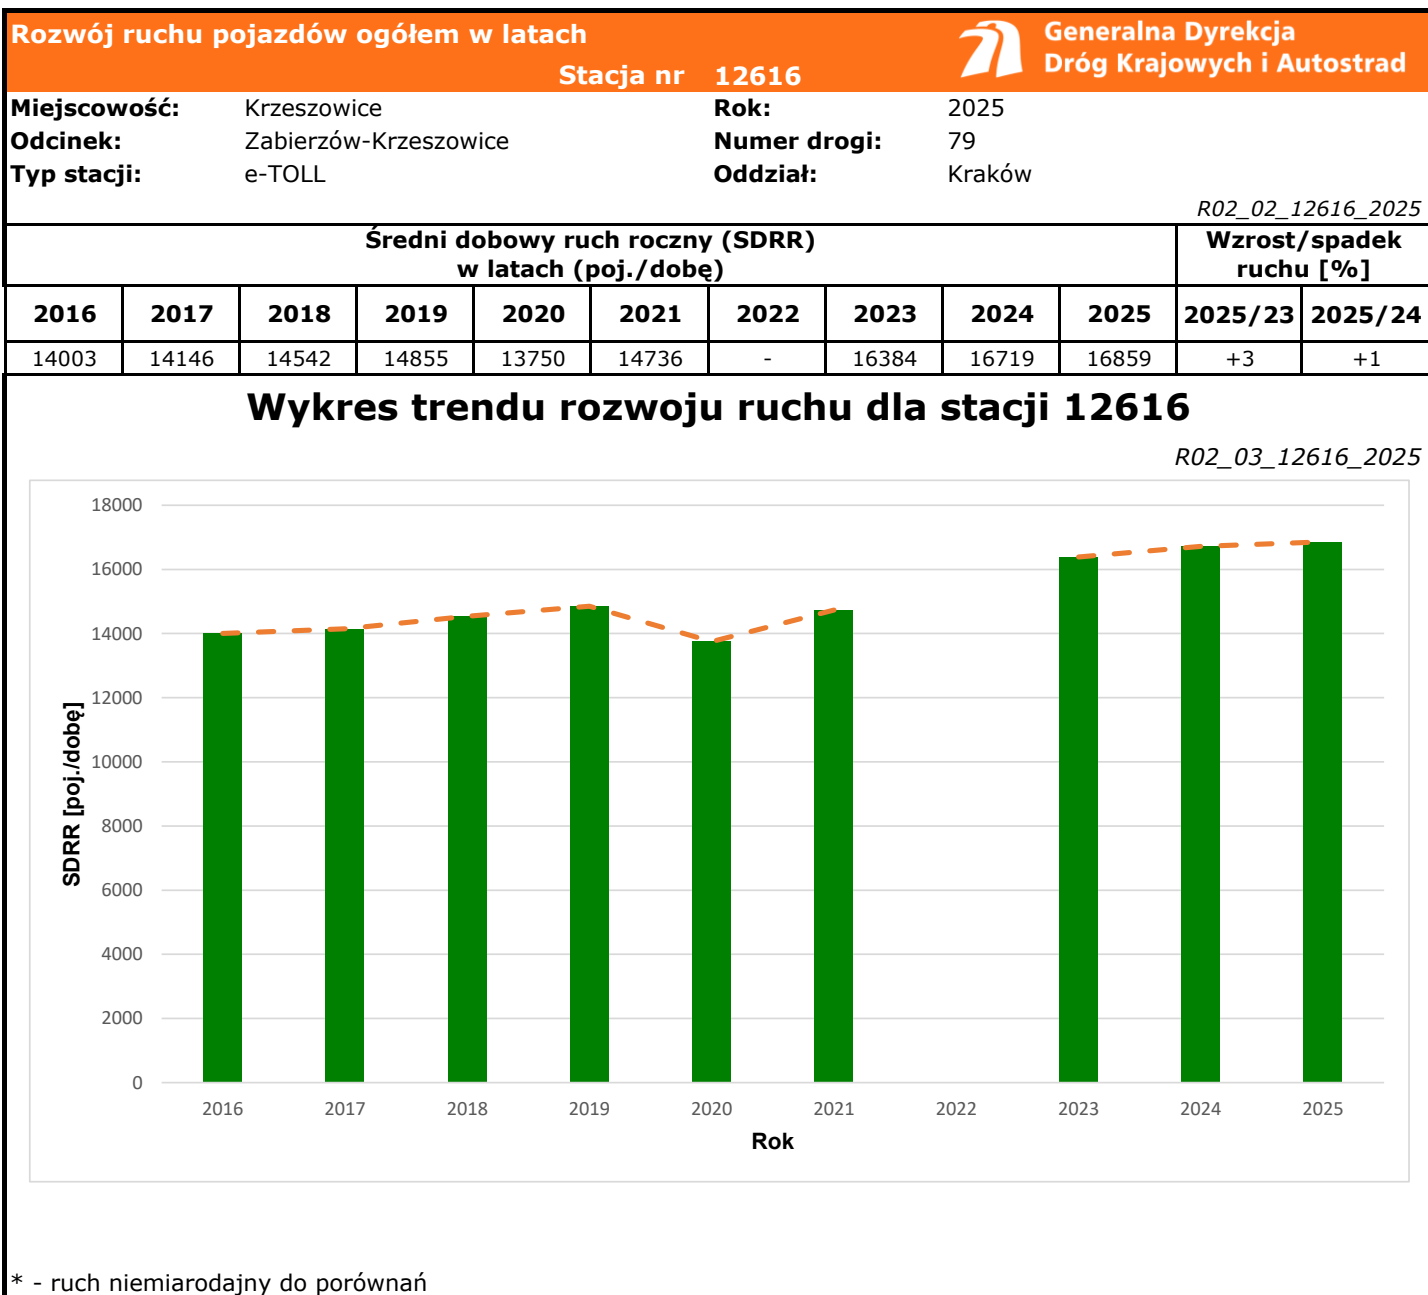 Rozwój ruchu pojazdów ogółem w latach
Stacja nr 12616
Generalna Dyrekcja
Dróg Krajowych i Autostrad
Miejscowość: Krzeszowice Rok: 2025
Odcinek: Zabierzów-Krzeszowice Numer drogi: 79
Typ stacji: e-TOLL Oddział: Kraków
R02_02_12616_2025
Średni dobowy ruch roczny (SDRR)
w latach (poj./dobę)
Wzrost/spadek
ruchu [%]
2016 2017 2018 2019 2020 2021 2022 2023 2024 2025 2025/23 2025/24
14003 14146 14542 14855 13750 14736 - 16384 16719 16859 +3 +1
Wykres trendu rozwoju ruchu dla stacji 12616
R02_03_12616_2025
18000
16000
14000
12000
10000
8000
6000
4000
2000
0
SDRR [poj./dobę]
2016 2017 2018 2019 2020 2021 2022 2023 2024 2025
Rok
* - ruch niemiarodajny do porównań